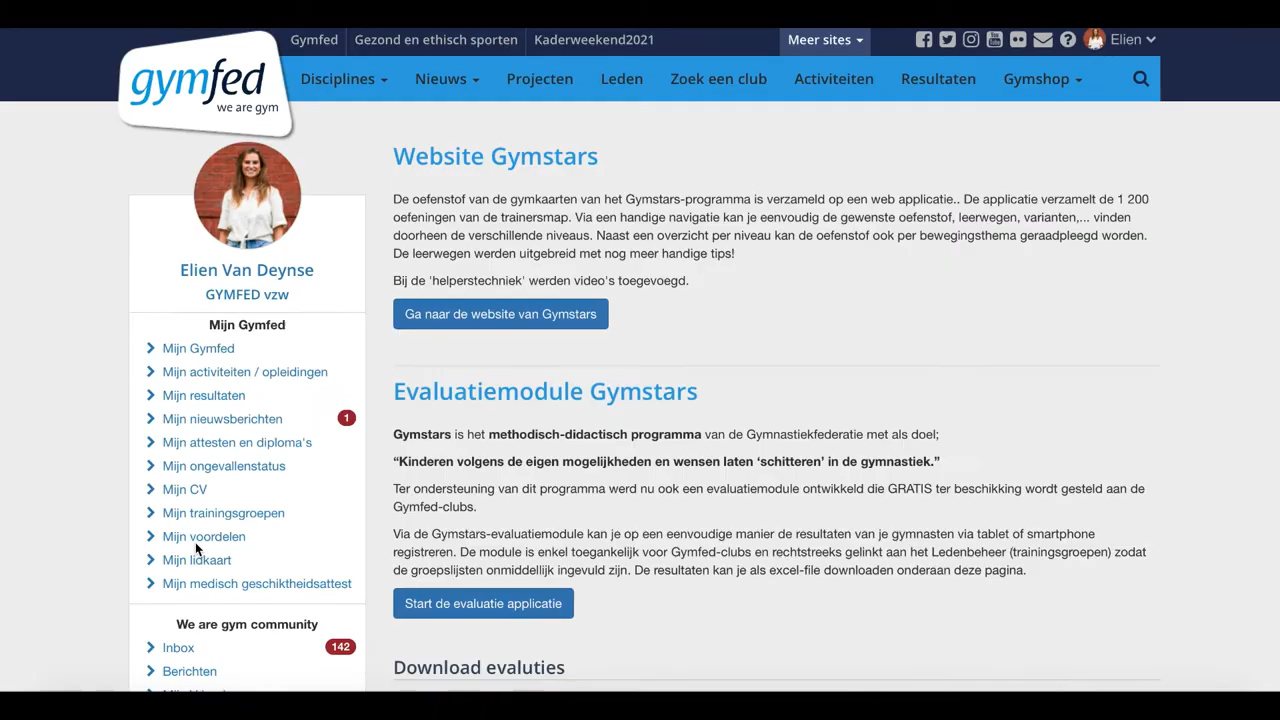 Gymfed
Gezond en ethisch sporten
Kaderweekend2021
Meer sites
Elien
gymfed
we are gym
Disciplines
Nieuws
Projecten
Leden
Zoek een club
Activiteiten
Resultaten
Gymshop
Elien Van Deynse
GYMFED vzw
Mijn Gymfed
Mijn Gymfed
Mijn activiteiten / opleidingen
Mijn resultaten
Mijn nieuwsberichten 1
Mijn attesten en diploma's
Mijn ongevallenstatus
Mijn CV
Mijn trainingsgroepen
Mijn voordelen
Mijn lidkaart
Mijn medisch geschiktheidsattest
We are gym community
Inbox 142
Berichten
Website Gymstars
De oefenstof van de gymkaarten van het Gymstars-programma is verzameld op een web applicatie.. De applicatie verzamelt de 1 200
oefeningen van de trainersmap. Via een handige navigatie kan je eenvoudig de gewenste oefenstof, leerwegen, varianten,... vinden
doorheen de verschillende niveaus. Naast een overzicht per niveau kan de oefenstof ook per bewegingsthema geraadpleegd worden.
De leerwegen werden uitgebreid met nog meer handige tips!
Bij de 'helperstechniek' werden video's toegevoegd.
Ga naar de website van Gymstars
Evaluatiemodule Gymstars
Gymstars is het methodisch-didactisch programma van de Gymnastiekfederatie met als doel;
“Kinderen volgens de eigen mogelijkheden en wensen laten ‘schitteren’ in de gymnastiek.”
Ter ondersteuning van dit programma werd nu ook een evaluatiemodule ontwikkeld die GRATIS ter beschikking wordt gesteld aan de
Gymfed-clubs.
Via de Gymstars-evaluatiemodule kan je op een eenvoudige manier de resultaten van je gymnasten via tablet of smartphone
registreren. De module is enkel toegankelijk voor Gymfed-clubs en rechtstreeks gelinkt aan het Ledenbeheer (trainingsgroepen) zodat
de groepslijsten onmiddellijk ingevuld zijn. De resultaten kan je als excel-file downloaden onderaan deze pagina.
Start de evaluatie applicatie
Download evaluties